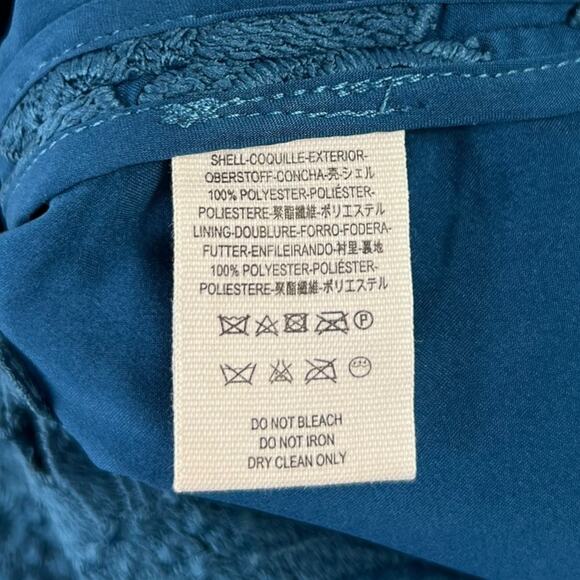 SHELL-COQUILLE-EXTERIOR-
OBERSTOFF-CONCHA-壳-シェル
100% POLYESTER-POLIÉSTER-
POLIESTERE-聚酯纖維-ポリエステル
LINING-DOUBLURE-FORRO-FODERA-
FUTTER-ENFILEIRANDO-衬里-裏地
100% POLYESTER-POLIÉSTER-
POLIESTERE-聚酯纖維-ポリエステル
P
DO NOT BLEACH
DO NOT IRON
DRY CLEAN ONLY